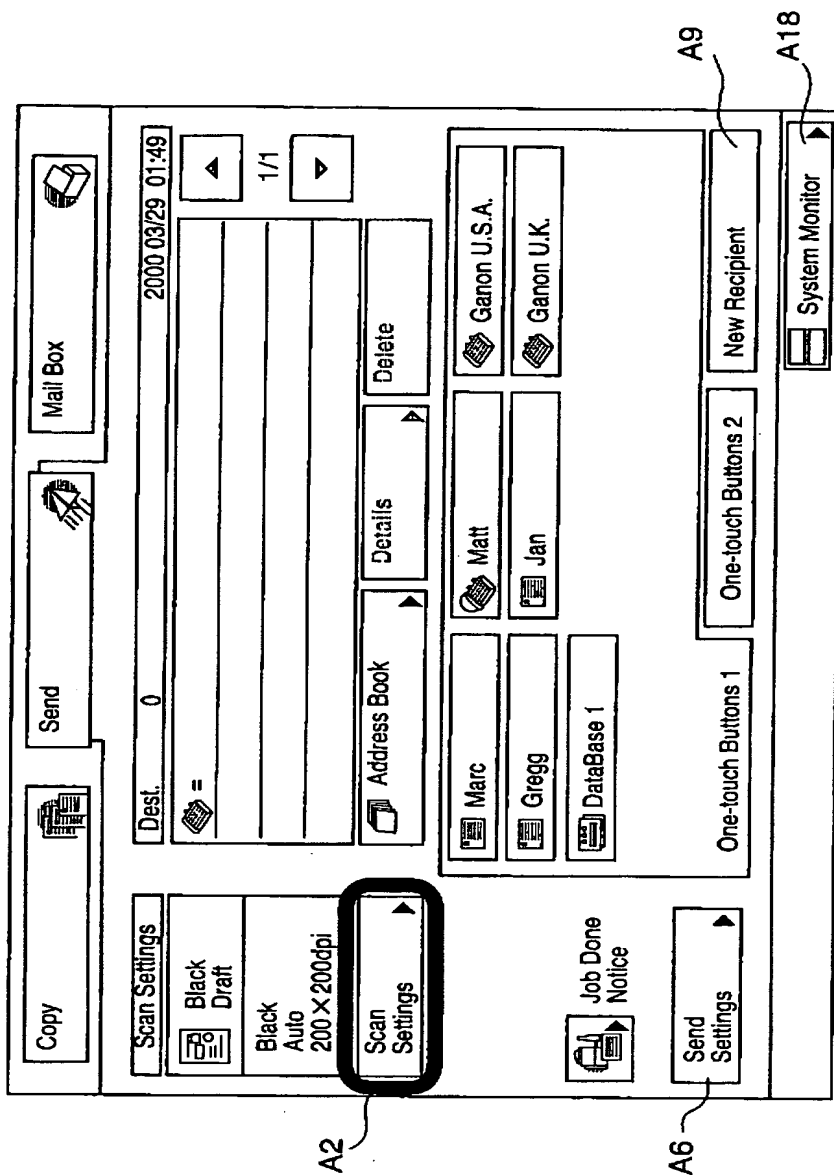 Copy
Send
Mail Box
Scan Settings
Black
Draft
Black
Auto
200×200dpi
Scan
Settings
A2
Job Done
Notice
Send
Settings
A6
Dest. 0 2000 03/29 01:49
=
1/1
Address Book
Details
Delete
Marc
Matt
Ganon U.S.A.
Gregg
Jan
Ganon U.K.
DataBase 1
One-touch Buttons 1
One-touch Buttons 2
New Recipient
A9
System Monitor
A18